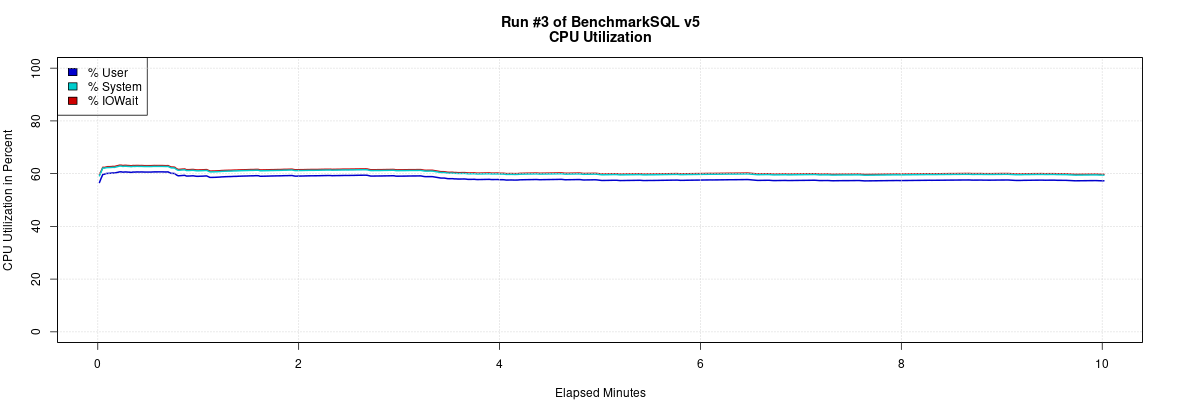 Run #3 of BenchmarkSQL v5
CPU Utilization
% User
% System
% IOWait
CPU Utilization in Percent
100
80
60
40
20
0
0 2 4 6 8 10
Elapsed Minutes